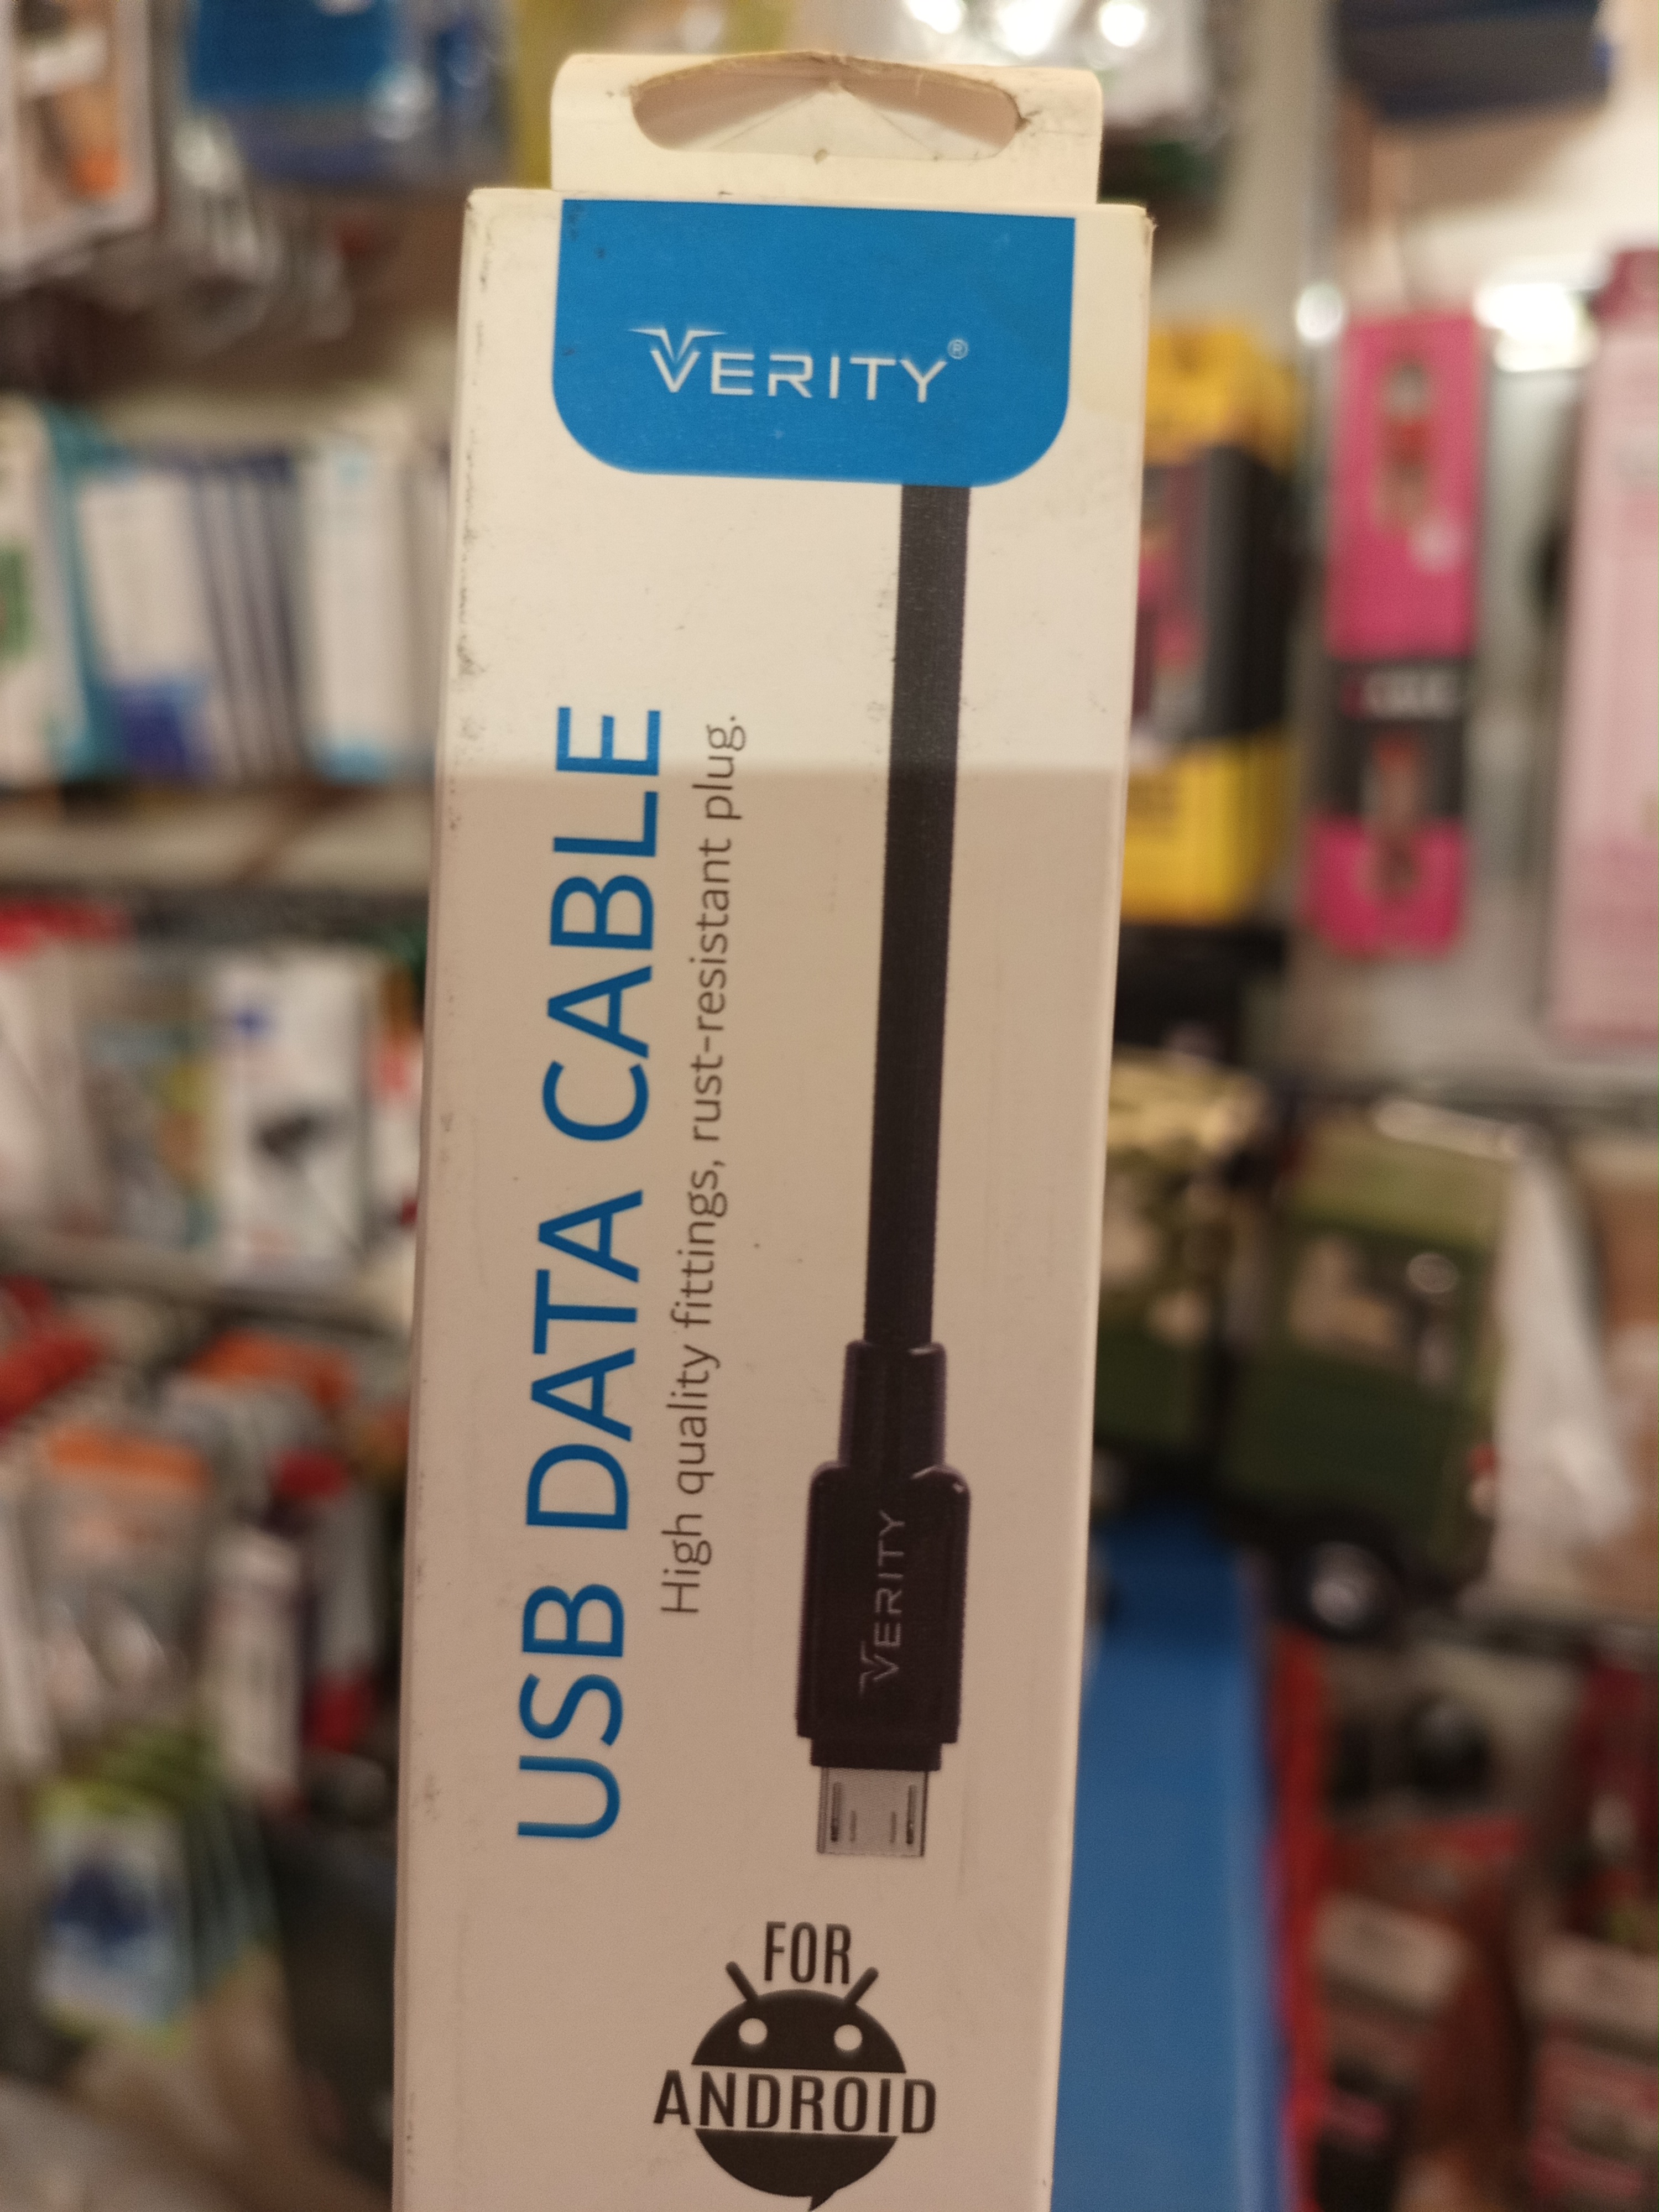 VERITY®
USB DATA CABLE
High quality fittings, rust-resistant plug.
VERITY
FOR
ANDROID